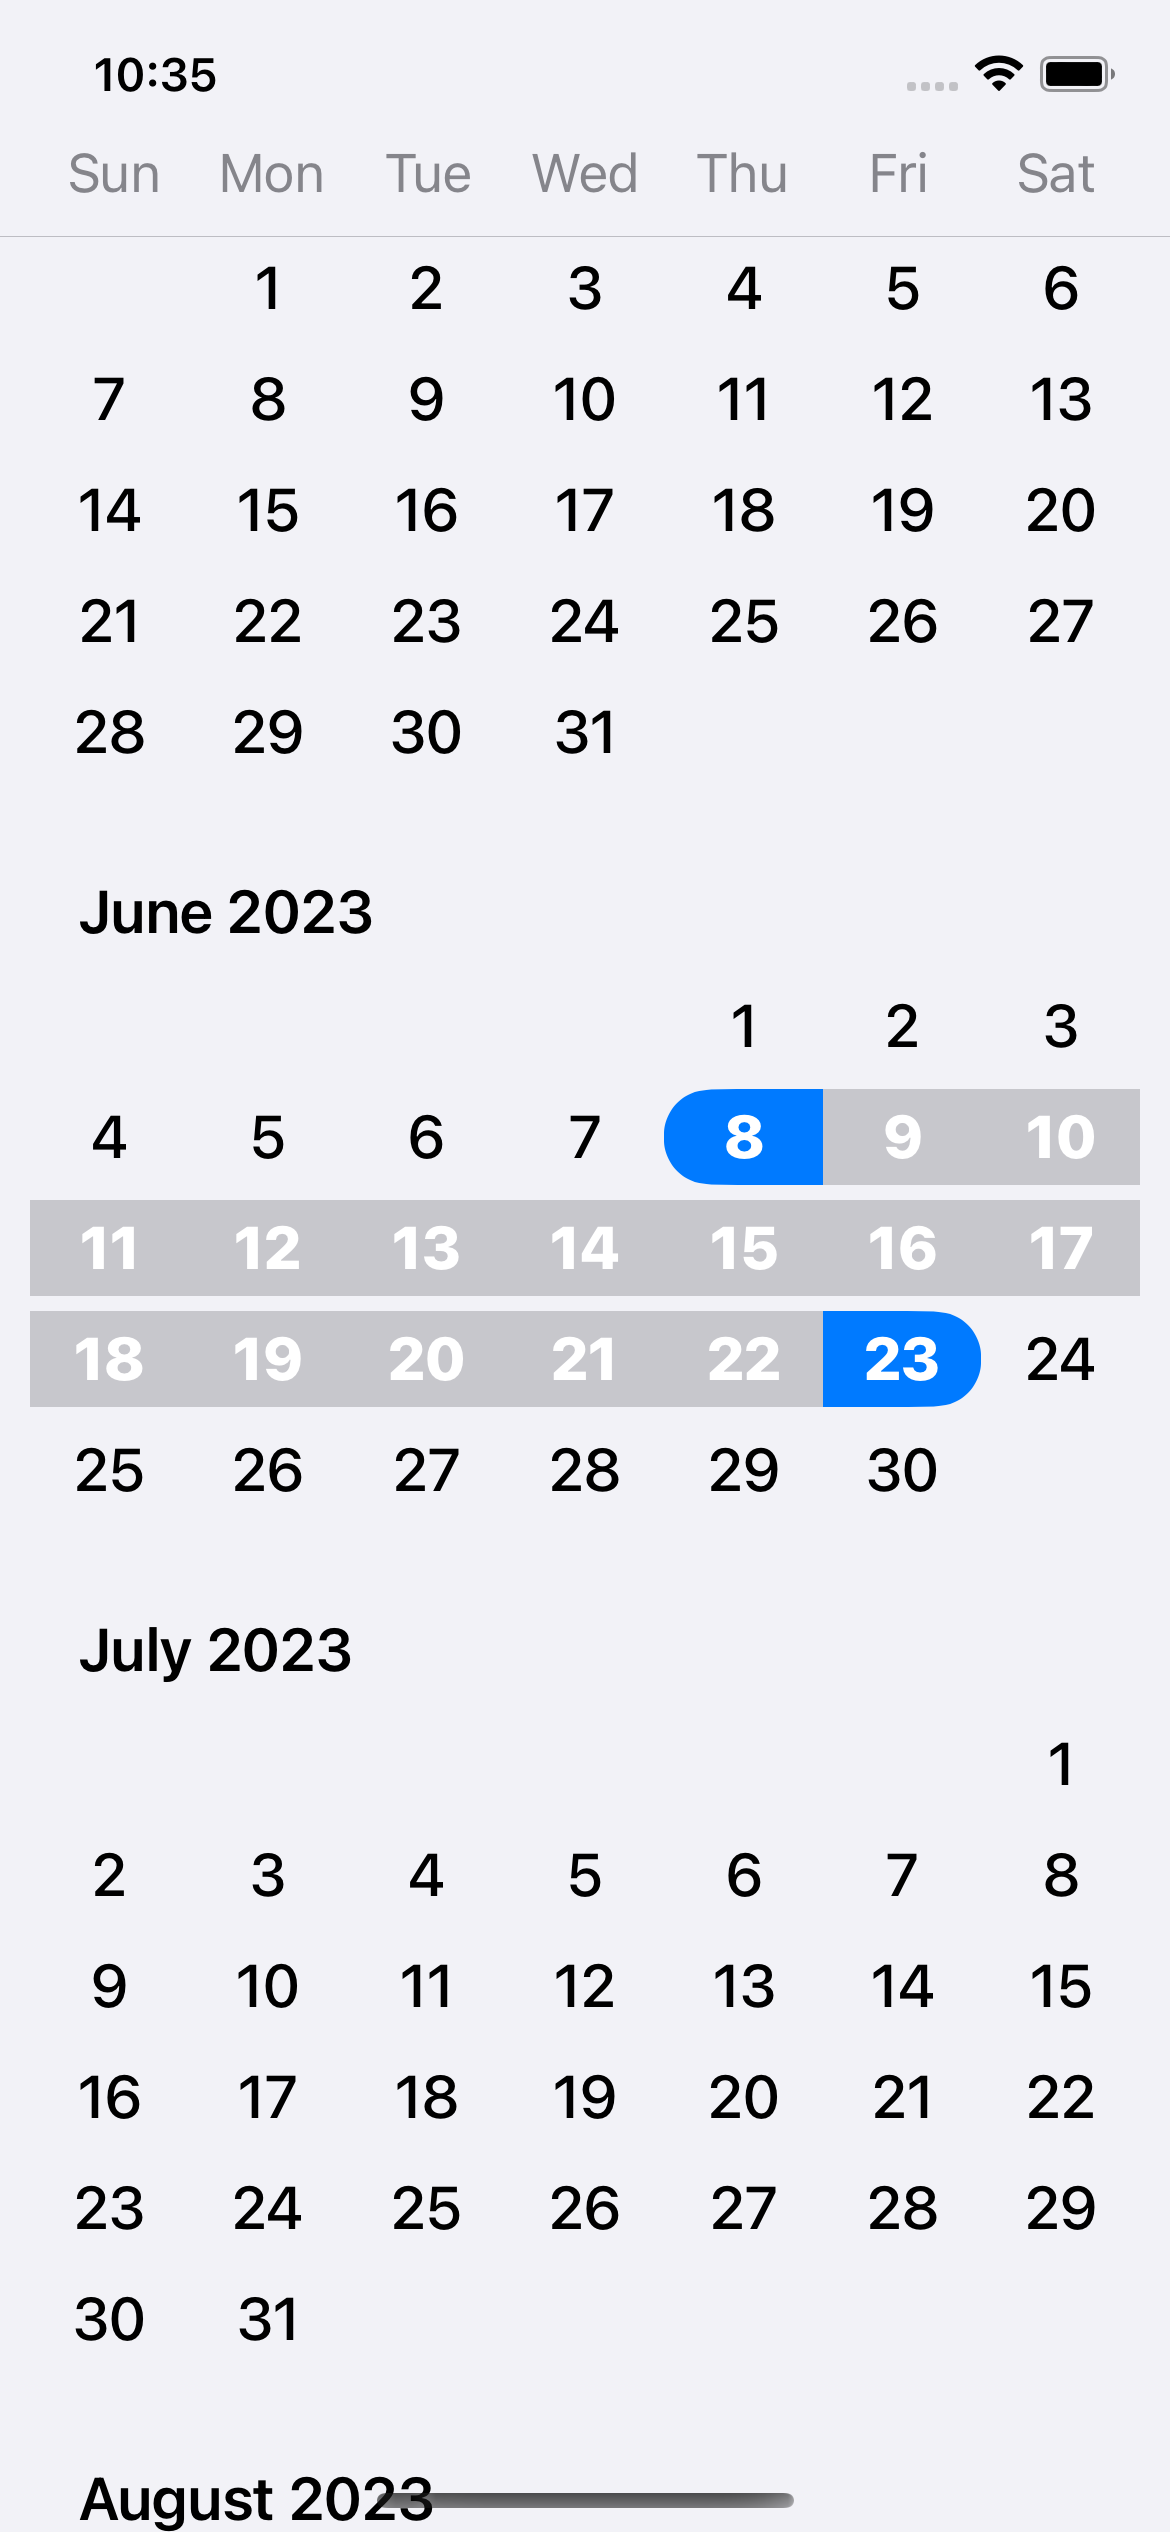 10:35
Sun Mon Tue Wed Thu Fri Sat
1 2 3 4 5 6
7 8 9 10 11 12 13
14 15 16 17 18 19 20
21 22 23 24 25 26 27
28 29 30 31
June 2023
1 2 3
4 5 6 7 8 9 10
11 12 13 14 15 16 17
18 19 20 21 22 23 24
25 26 27 28 29 30
July 2023
1
2 3 4 5 6 7 8
9 10 11 12 13 14 15
16 17 18 19 20 21 22
23 24 25 26 27 28 29
30 31
August 2023